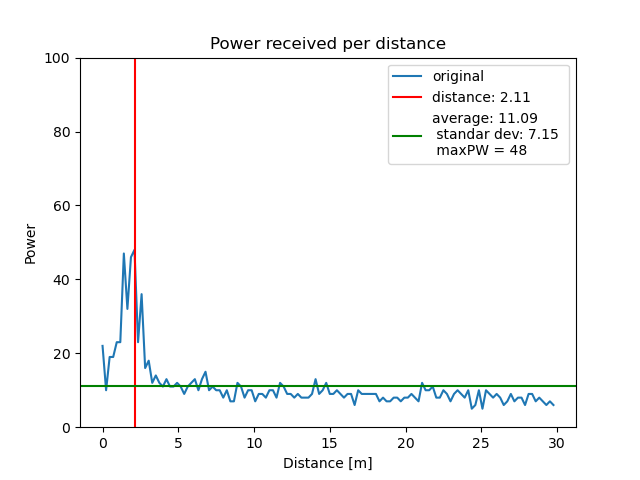 Power received per distance
100
80
60
40
20
0
Power
original
distance: 2.11
average: 11.09
standar dev: 7.15
maxPW = 48
0 5 10 15 20 25 30
Distance [m]